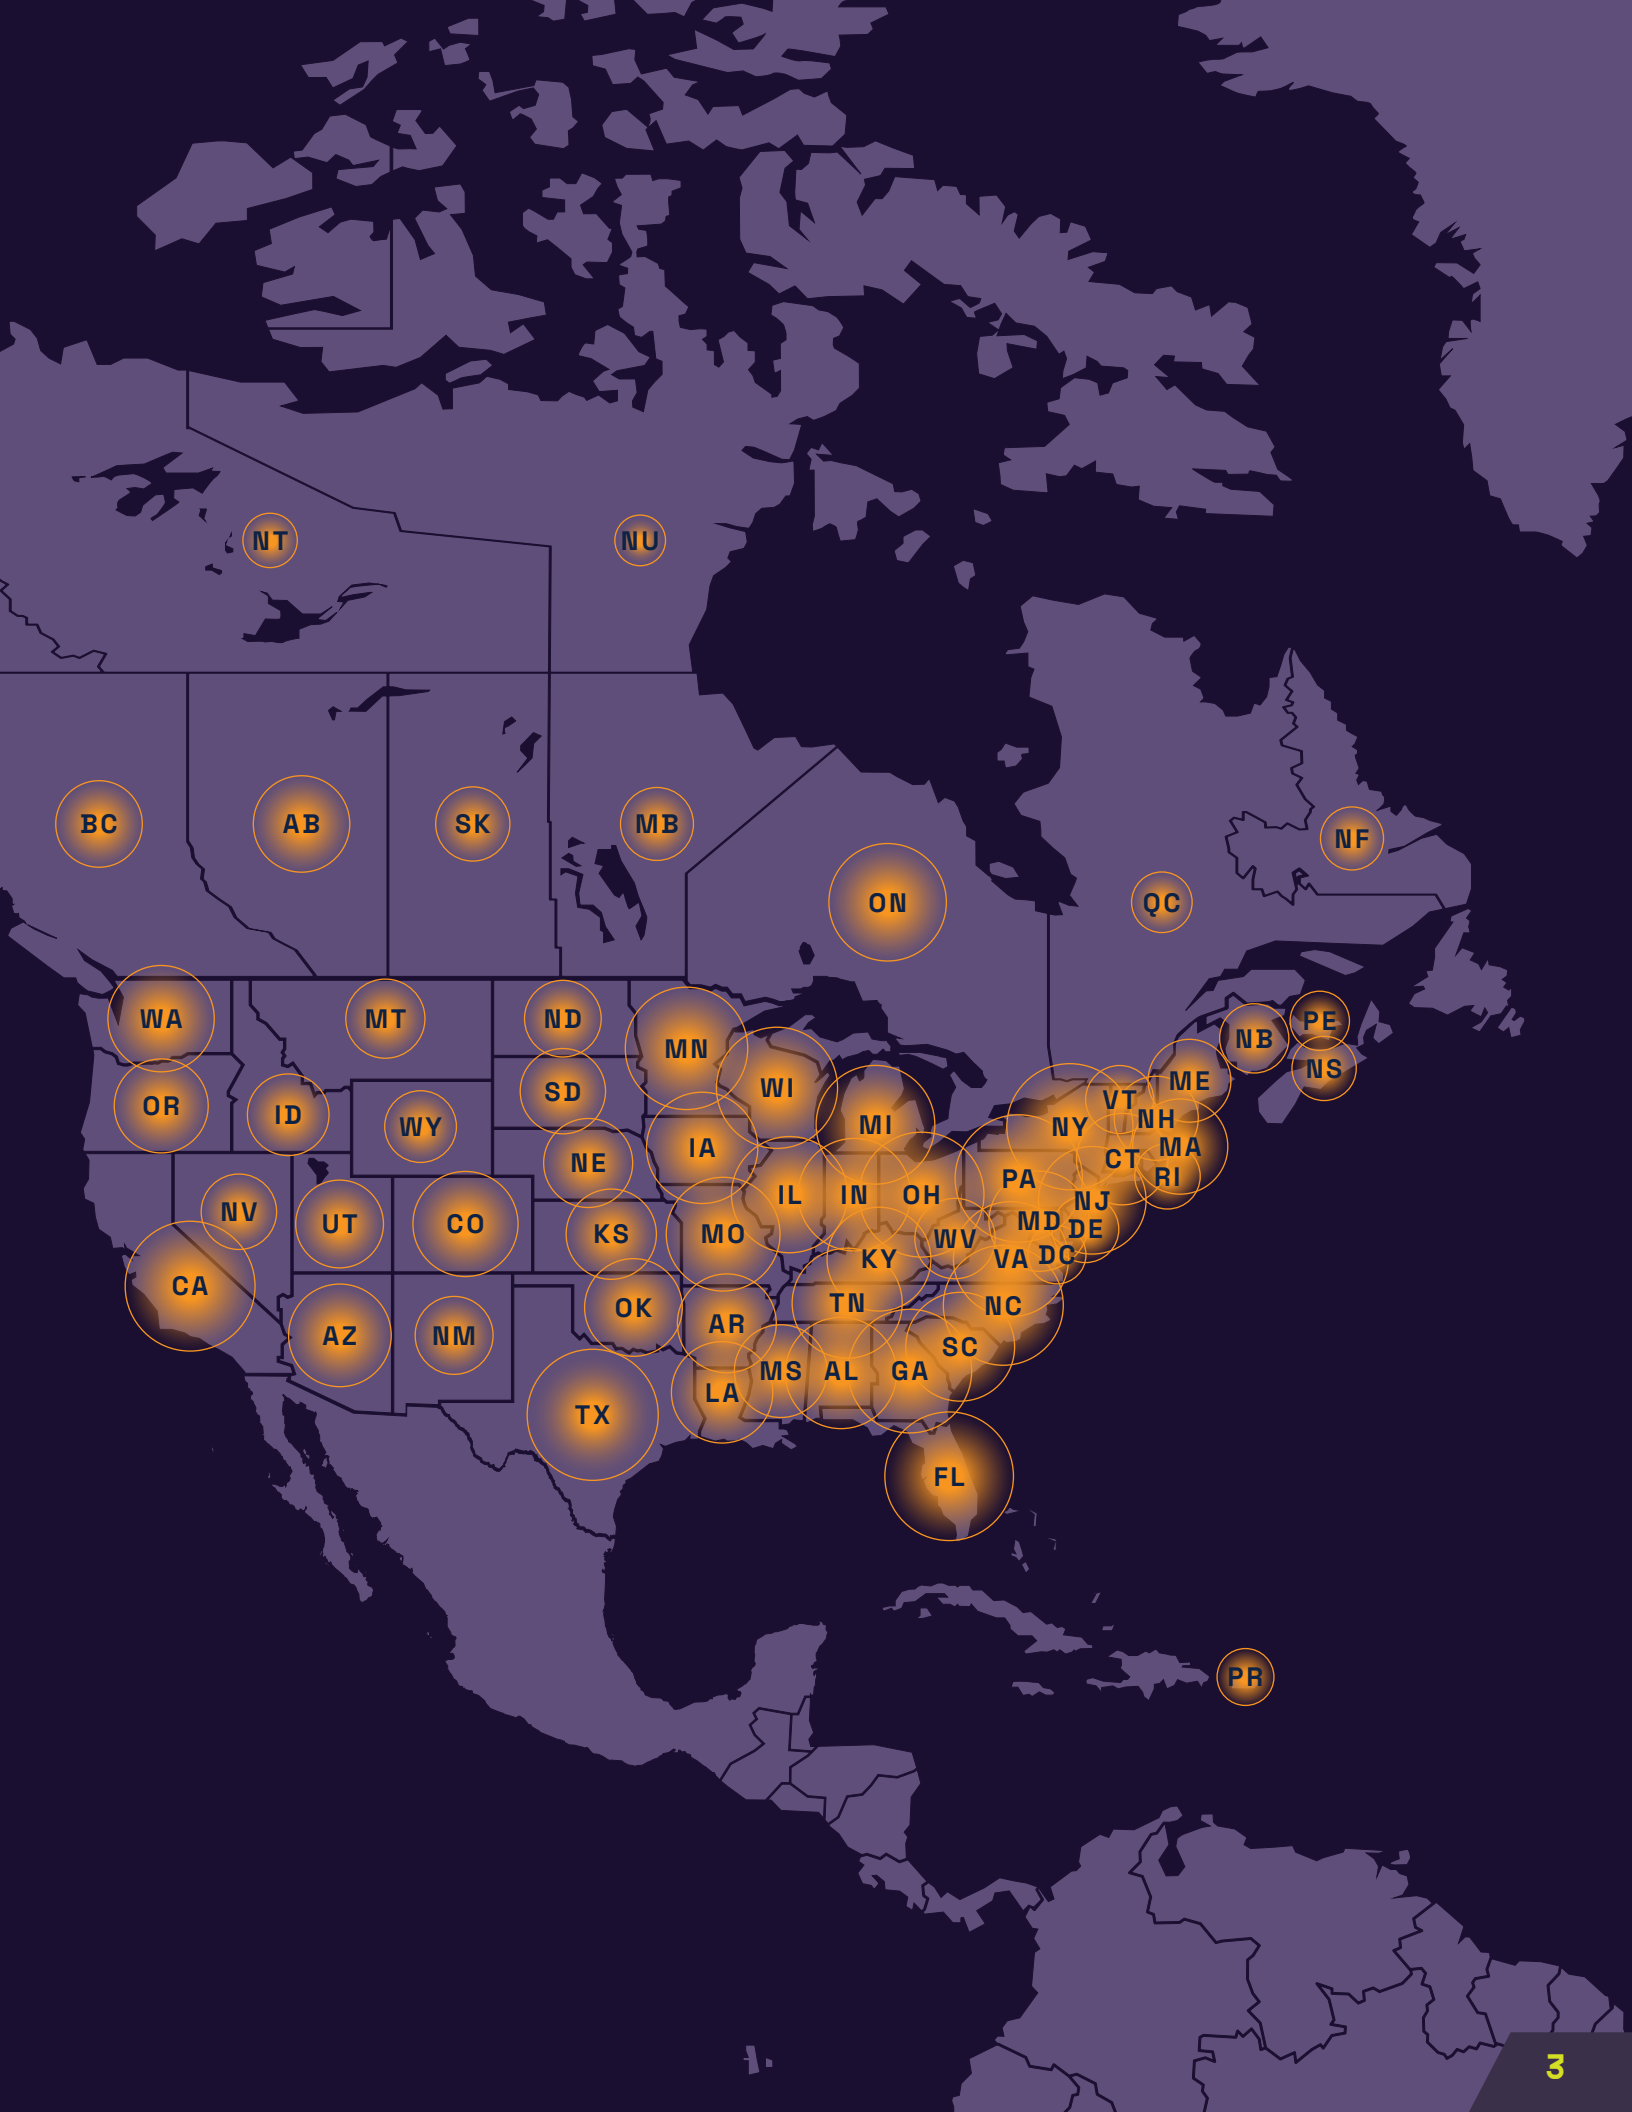 NT
NU
BC
AB
SK
MB
NF
ON
QC
WA
MT
ND
PE
NB
MN
NS
WI
ME
OR
SD
VT
ID
WY
MI
NY
NH
IA
MA
CT
NE
PA
RI
IL
IN
OH
NJ
NV
UT
CO
MD
DE
KS
MO
WV
DC
KY
VA
CA
TN
NC
OK
AR
AZ
NM
SC
MS
AL
GA
LA
TX
FL
PR
3